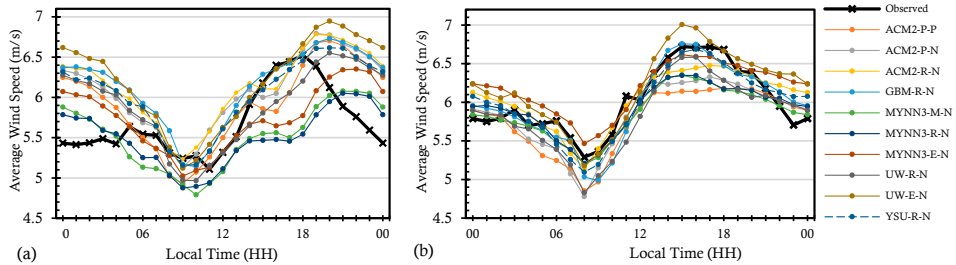 Average Wind Speed (m/s)
7
6.5
6
5.5
5
4.5
0 06 12 18 00
Local Time (HH)
(a)
Average Wind Speed (m/s)
7
6.5
6
5.5
5
4.5
00 06 12 18 00
Local Time (HH)
(b)
Observed
ACM2-P-P
ACM2-P-N
ACM2-R-N
GBM-R-N
MYNN3-M-N
MYNN3-R-N
MYNN3-E-N
UW-R-N
UW-E-N
YSU-R-N